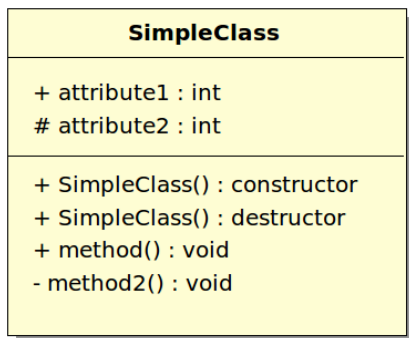 SimpleClass
+ attribute1 : int
# attribute2 : int
+ SimpleClass() : constructor
+ SimpleClass() : destructor
+ method() : void
- method2() : void